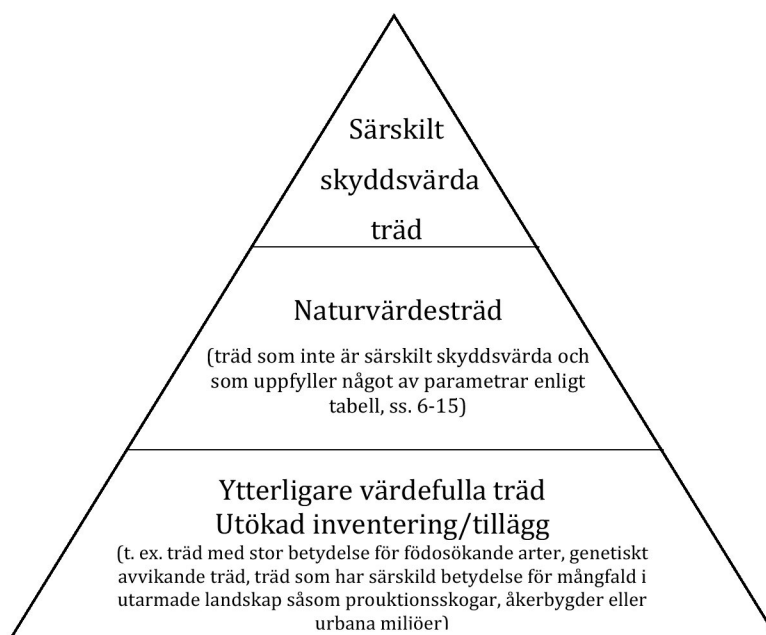 Särskilt
skyddsvärda
träd
Naturvärdesträd
(träd som inte är särskilt skyddsvärda och
som uppfyller något av parametrar enligt
tabell, ss. 6-15)
Ytterligare värdefulla träd
Utökad inventering/tillägg
(t. ex. träd med stor betydelse för födosökande arter, genetiskt
avvikande träd, träd som har särskild betydelse för mångfald i
utarmade landskap såsom prouktionsskogar, åkerbygder eller
urbana miljöer)